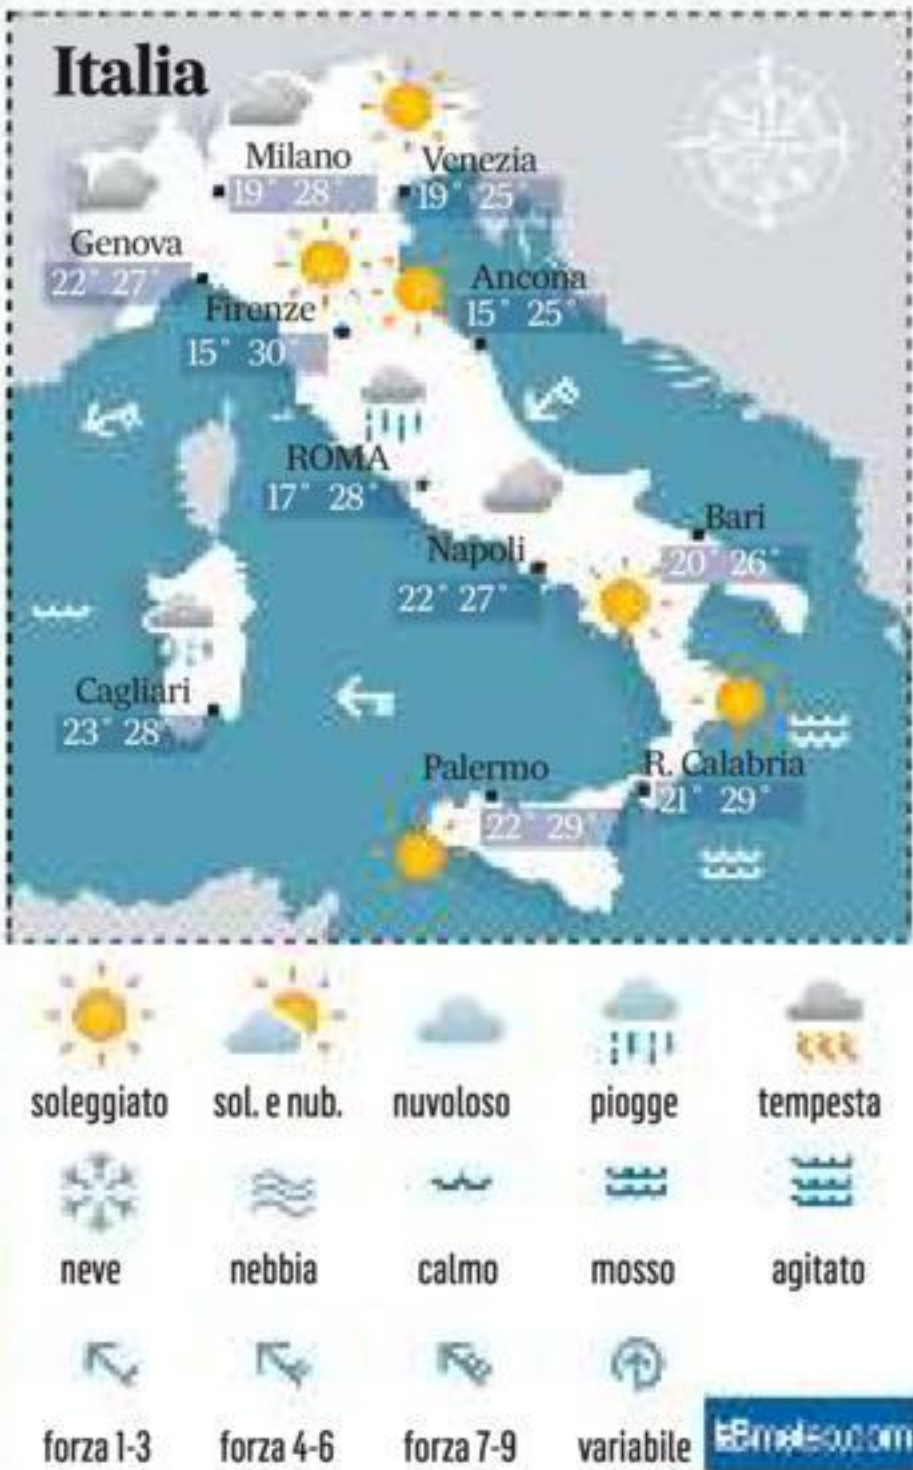 Italia
Milano
19° 28°
Venezia
19° 25°
Genova
22° 27°
Firenze
15° 30°
Ancona
15° 25°
ROMA
17° 28°
Napoli
22° 27°
Bari
20° 26°
Cagliari
23° 28°
Palermo
22° 29°
R. Calabria
21° 29°
soleggiato sol. e nub. nuvoloso piogge tempesta
neve nebbia calmo mosso agitato
forza 1-3 forza 4-6 forza 7-9 variabile